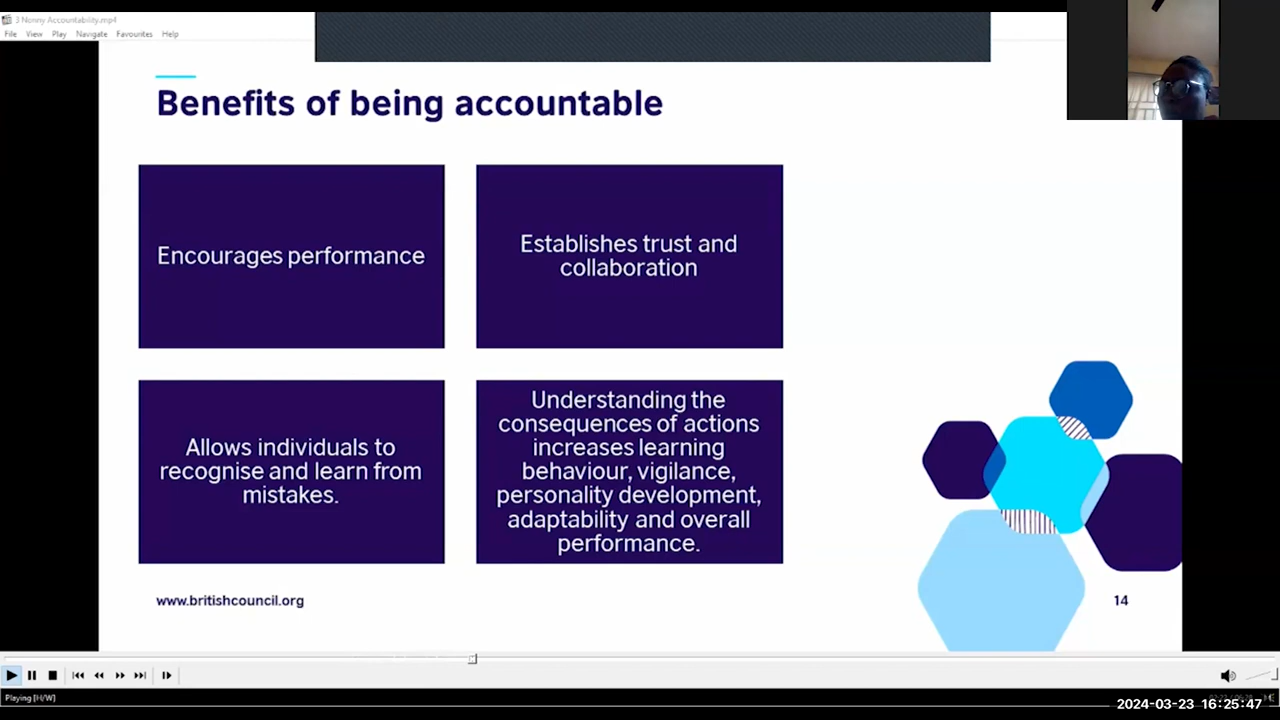 3 Nonny Accountability.mp4
File View Play Navigate Favourites Help
Benefits of being accountable
Encourages performance
Establishes trust and
collaboration
Allows individuals to
recognise and learn from
mistakes.
Understanding the
consequences of actions
increases learning
behaviour, vigilance,
personality development,
adaptability and overall
performance.
www.britishcouncil.org
14
Playing [H/W]
2024-03-23 16:25:47